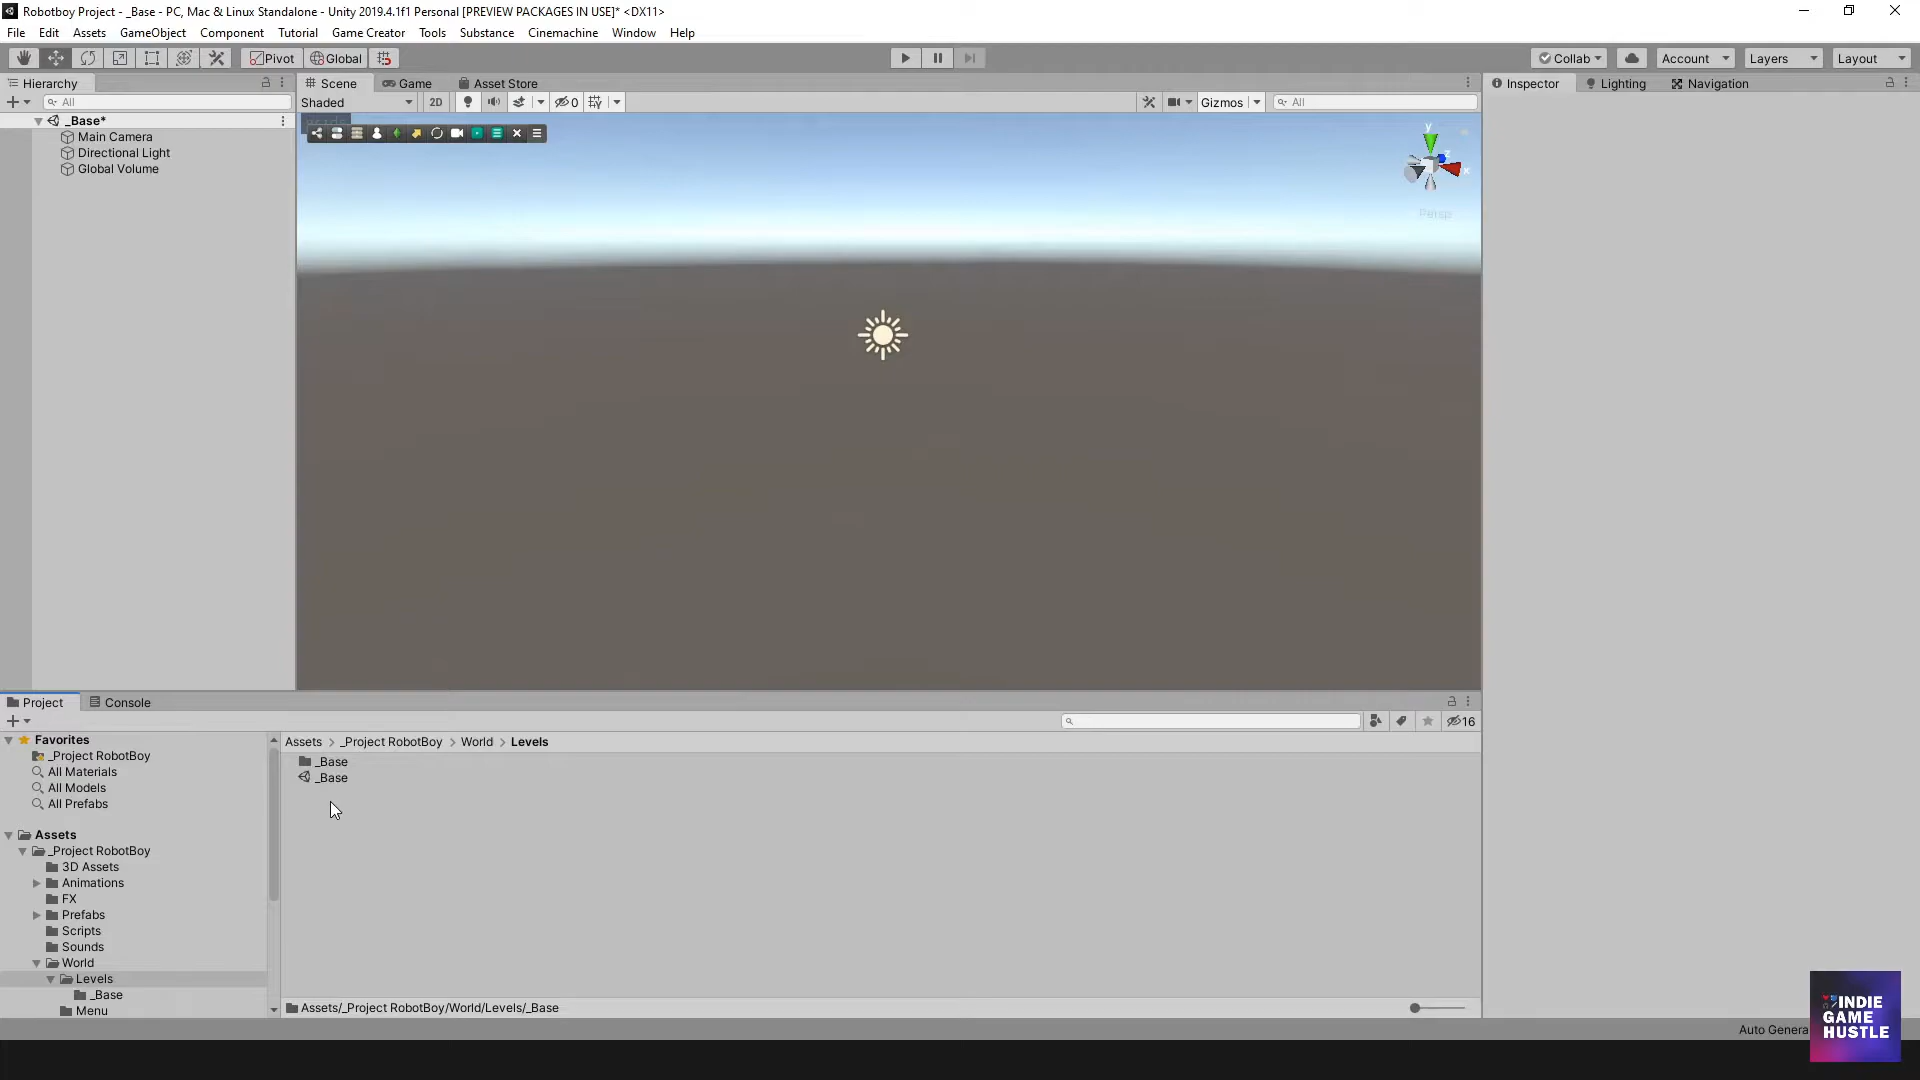 Robotboy Project - _Base - PC, Mac & Linux Standalone - Unity 2019.4.1f1 Personal [PREVIEW PACKAGES IN USE]* <DX11>
File Edit Assets GameObject Component Tutorial Game Creator Tools Substance Cinemachine Window Help
Pivot Global Collab Account Layers Layout
Hierarchy Scene Game Asset Store Inspector Lighting Navigation
All Shaded 2D 0 Gizmos All
_Base*
Main Camera
Directional Light
Global Volume
y
z
x
Persp
Project Console
16
Favorites
_Project RobotBoy
All Materials
All Models
All Prefabs
Assets
_Project RobotBoy
3D Assets
Animations
FX
Prefabs
Scripts
Sounds
World
Levels
_Base
Menu
Assets > _Project RobotBoy > World > Levels
_Base
_Base
Assets/_Project RobotBoy/World/Levels/_Base
Auto Genera
INDIE
GAME
HUSTLE